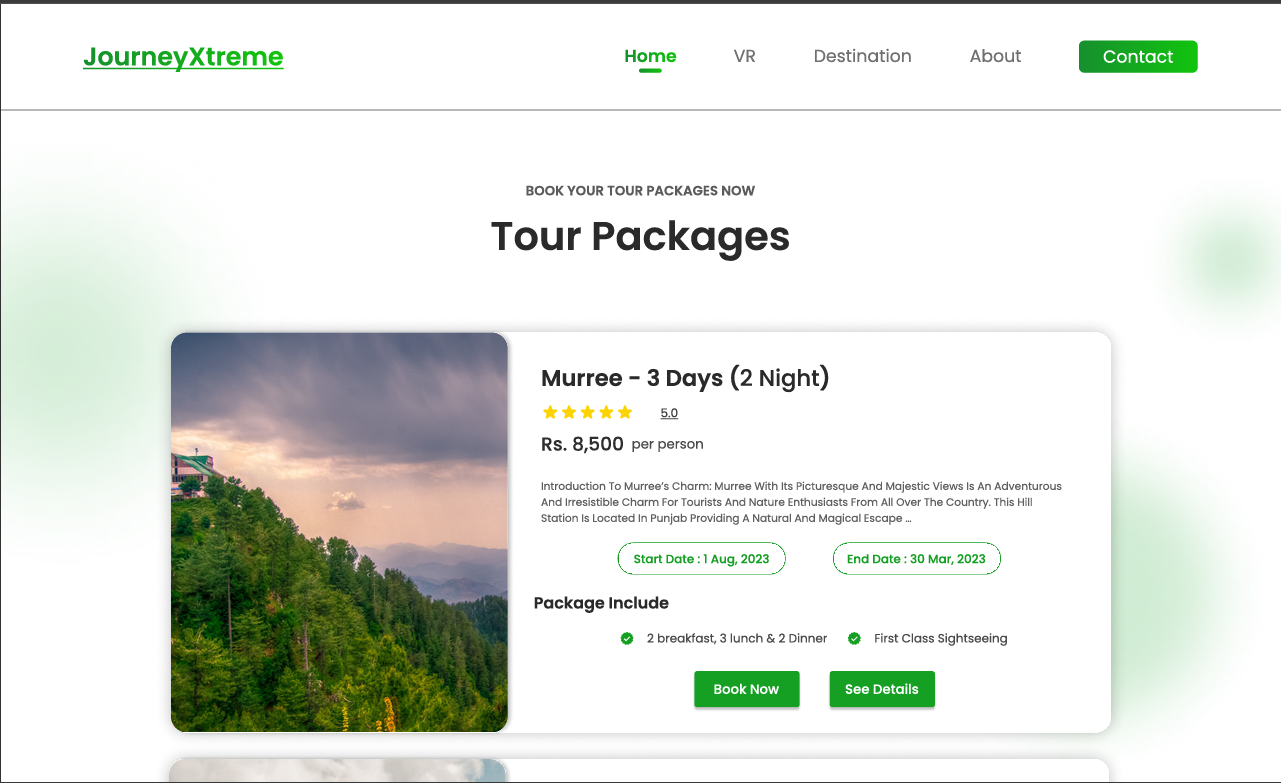 JourneyXtreme
Home VR Destination About Contact
BOOK YOUR TOUR PACKAGES NOW
Tour Packages
Murree - 3 Days (2 Night)
5.0
Rs. 8,500 per person
Introduction To Murree’s Charm: Murree With Its Picturesque And Majestic Views Is An Adventurous
And Irresistible Charm For Tourists And Nature Enthusiasts From All Over The Country. This Hill
Station Is Located In Punjab Providing A Natural And Magical Escape ...
Start Date : 1 Aug, 2023 End Date : 30 Mar, 2023
Package Include
2 breakfast, 3 lunch & 2 Dinner First Class Sightseeing
Book Now See Details